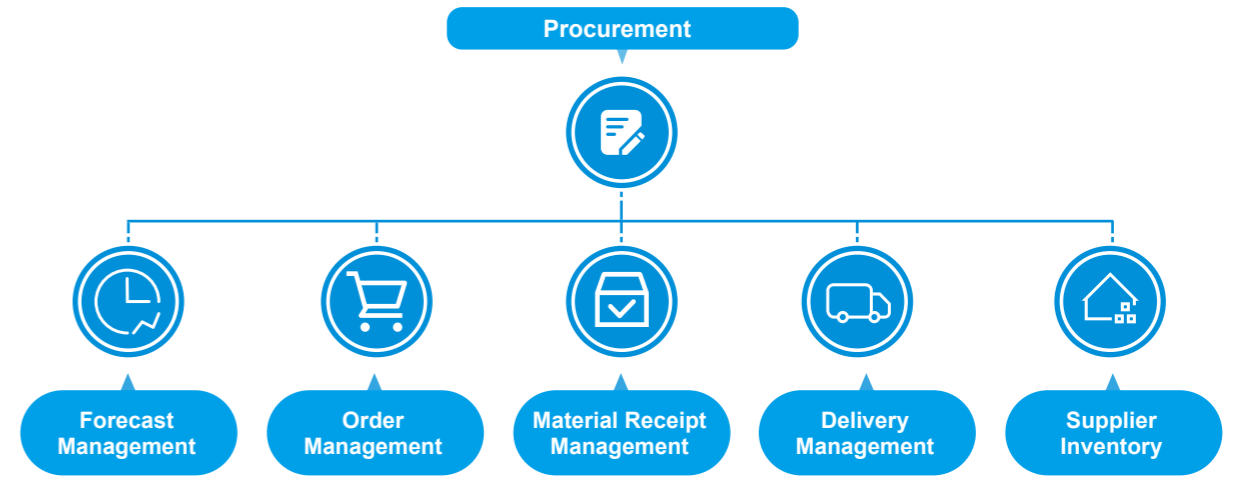 Procurement
Forecast
Management
Order
Management
Material Receipt
Management
Delivery
Management
Supplier
Inventory